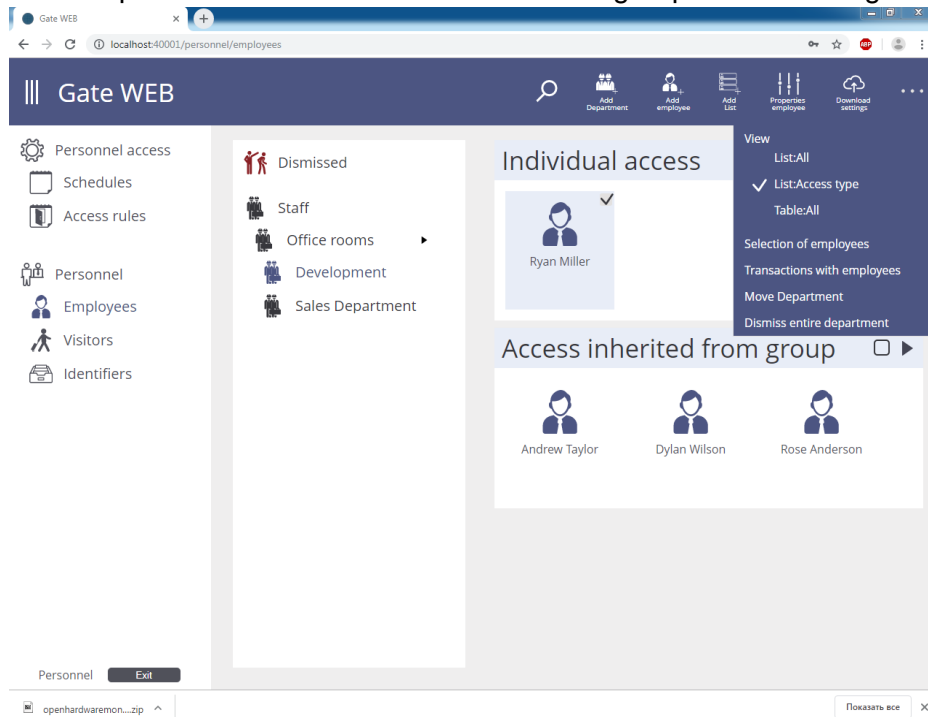 Gate WEB
localhost:40001/personnel/employees
ABP
Gate WEB
Add Department
Add employee
Add List
Properties employee
Download settings
Personnel access
Schedules
Access rules
Personnel
Employees
Visitors
Identifiers
Personnel
Exit
Dismissed
Staff
Office rooms
Development
Sales Department
Individual access
Ryan Miller
View
List:All
List:Access type
Table:All
Selection of employees
Transactions with employees
Move Department
Dismiss entire department
Access inherited from group
Andrew Taylor
Dylan Wilson
Rose Anderson
openhardwaremon....zip
Показать все